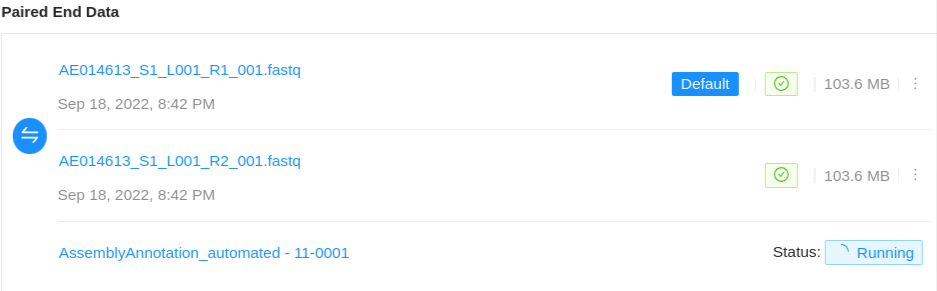 Paired End Data
AE014613_S1_L001_R1_001.fastq
Default
103.6 MB
Sep 18, 2022, 8:42 PM
AE014613_S1_L001_R2_001.fastq
103.6 MB
Sep 18, 2022, 8:42 PM
AssemblyAnnotation_automated - 11-0001
Status: Running